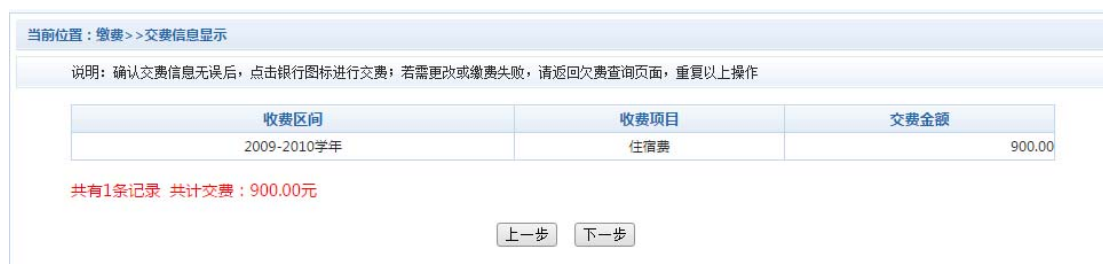 当前位置：缴费>>交费信息显示
说明：确认交费信息无误后，点击银行图标进行交费；若需更改或缴费失败，请返回欠费查询页面，重复以上操作
收费区间 收费项目 交费金额
2009-2010学年 住宿费 900.00
共有1条记录 共计交费：900.00元
上一步 下一步